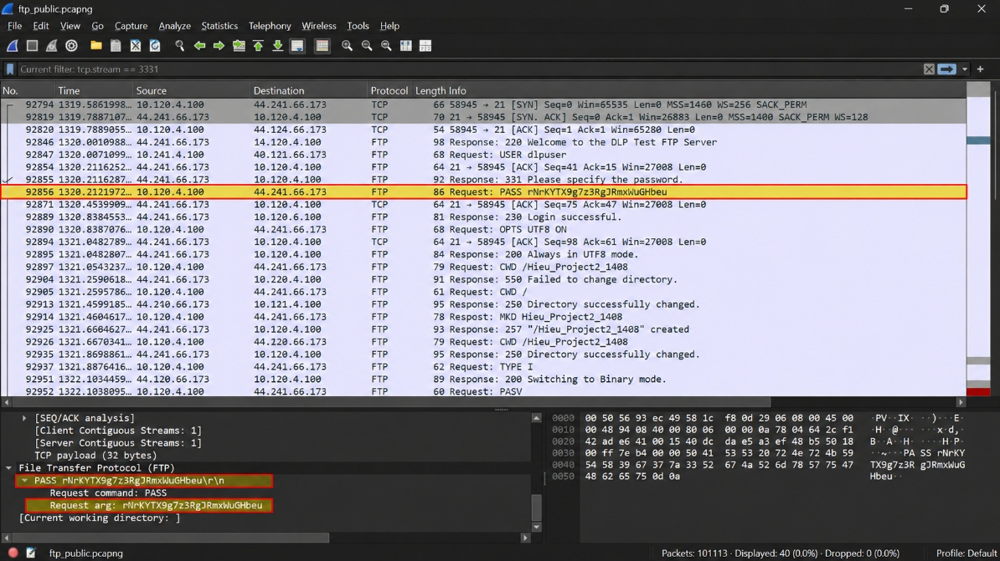 ftp_public.pcapng
File Edit View Go Capture Analyze Statistics Telephony Wireless Tools Help
Current filter: tcp.stream == 3331
No. Time Source Destination Protocol Length Info
92794 1319.5861998... 10.120.4.100 44.241.66.173 TCP 66 58945 → 21 [SYN] Seq=0 Win=65535 Len=0 MSS=1460 WS=256 SACK_PERM
92819 1319.7887107... 44.241.66.173 10.120.4.100 TCP 70 21 → 58945 [SYN. ACK] Seq=0 Ack=1 Win=26883 Len=0 MSS=1400 SACK_PERM WS=128
92820 1319.7889055... 10.120.4.100 44.124.66.173 TCP 54 58945 → 21 [ACK] Seq=1 Ack=1 Win=65280 Len=0
92846 1320.0010988... 44.241.66.173 14.120.4.100 FTP 98 Response: 220 Welcome to the DLP Test FTP Server
92847 1320.0071099... 10.120.4.100 40.121.66.173 FTP 68 Request: USER dlpuser
92854 1320.2116252... 44.241.66.173 10.120.4.100 FTP 64 21 → 58945 [ACK] Seq=41 Ack=15 Win=27008 Len=0
92855 1320.2116287... 44.241.66.173 10.120.4.100 FTP 92 Response: 331 Please specify the password.
92856 1320.2121972... 10.120.4.100 44.241.66.173 FTP 86 Request: PASS rNrKYTX9g7z3RgJRmxWuGHbeu
92871 1320.4539909... 10.120.4.100 44.241.66.173 TCP 64 21 → 58945 [ACK] Seq=75 Ack=47 Win=27008 Len=0
92889 1320.8384553... 44.241.66.173 10.120.6.100 FTP 81 Response: 230 Login successful.
92890 1320.8387076... 10.120.4.100 44.241.66.173 FTP 68 Request: OPTS UTF8 ON
92894 1321.0482789... 44.241.66.173 10.120.4.100 TCP 64 21 → 58945 [ACK] Seq=98 Ack=61 Win=27008 Len=0
92895 1321.0482807... 44.241.66.173 10.120.4.100 FTP 84 Response: 200 Always in UTF8 mode.
92897 1321.0543237... 10.120.4.100 44.241.66.173 FTP 79 Request: CWD /Hieu_Project2_1408
92904 1321.2590618... 44.241.66.173 10.220.4.100 FTP 91 Response: 550 Failed to change directory.
92905 1321.2595786... 10.120.4.100 44.241.66.173 FTP 61 Request: CWD /
92913 1321.4599185... 44.210.66.173 10.121.4.100 FTP 95 Response: 250 Directory successfully changed.
92914 1321.4604617... 10.120.4.100 44.241.66.173 FTP 78 Respost: MKD Hieu_Project2_1408
92925 1321.6664627... 44.241.66.173 10.120.4.100 FTP 93 Response: 257 "/Hieu_Project2_1408" created
92926 1321.6670341... 10.120.4.100 44.220.66.173 FTP 79 Request: CWD /Hieu_Project2_1408
92935 1321.8698861... 44.241.66.173 10.120.4.100 FTP 95 Response: 250 Directory successfully changed.
92937 1321.8876416... 10.120.4.100 44.241.66.173 FTP 62 Request: TYPE I
92951 1322.1034459... 44.241.66.173 10.120.4.100 FTP 89 Response: 200 Switching to Binary mode.
92952 1322.1038095... 10.120.4.100 44.241.66.173 FTP 60 Request: PASV
[SEQ/ACK analysis]
[Client Contiguous Streams: 1]
[Server Contiguous Streams: 1]
TCP payload (32 bytes)
File Transfer Protocol (FTP)
PASS rNrKYTX9g7z3RgJRmxWuGHbeu\r\n
Request command: PASS
Request arg: rNrKYTX9g7z3RgJRmxWuGHbeu
[Current working directory: ]
0000 00 50 56 93 ec 49 58 1c f8 0d 29 06 08 00 45 00 ·PV··IX· ··)···E·
0010 00 48 94 08 40 00 80 06 00 00 0a 78 04 64 2c f1 ·H··@··· ···x·d,·
0020 42 ad e6 41 00 15 40 dc da e5 a3 ef 48 b5 50 18 B··A··H· ····H·P·
0030 00 ff 7e b4 00 00 50 41 53 53 20 72 4e 72 4b 59 ··~···PA SS rNrKY
0040 54 58 39 67 37 7a 33 52 67 4a 52 6d 78 57 75 47 TX9g7z3R gJRmxWuG
0050 48 62 65 75 0d 0a Hbeu··
ftp_public.pcapng
Packets: 101113 · Displayed: 40 (0.0%) · Dropped: 0 (0.0%)
Profile: Default